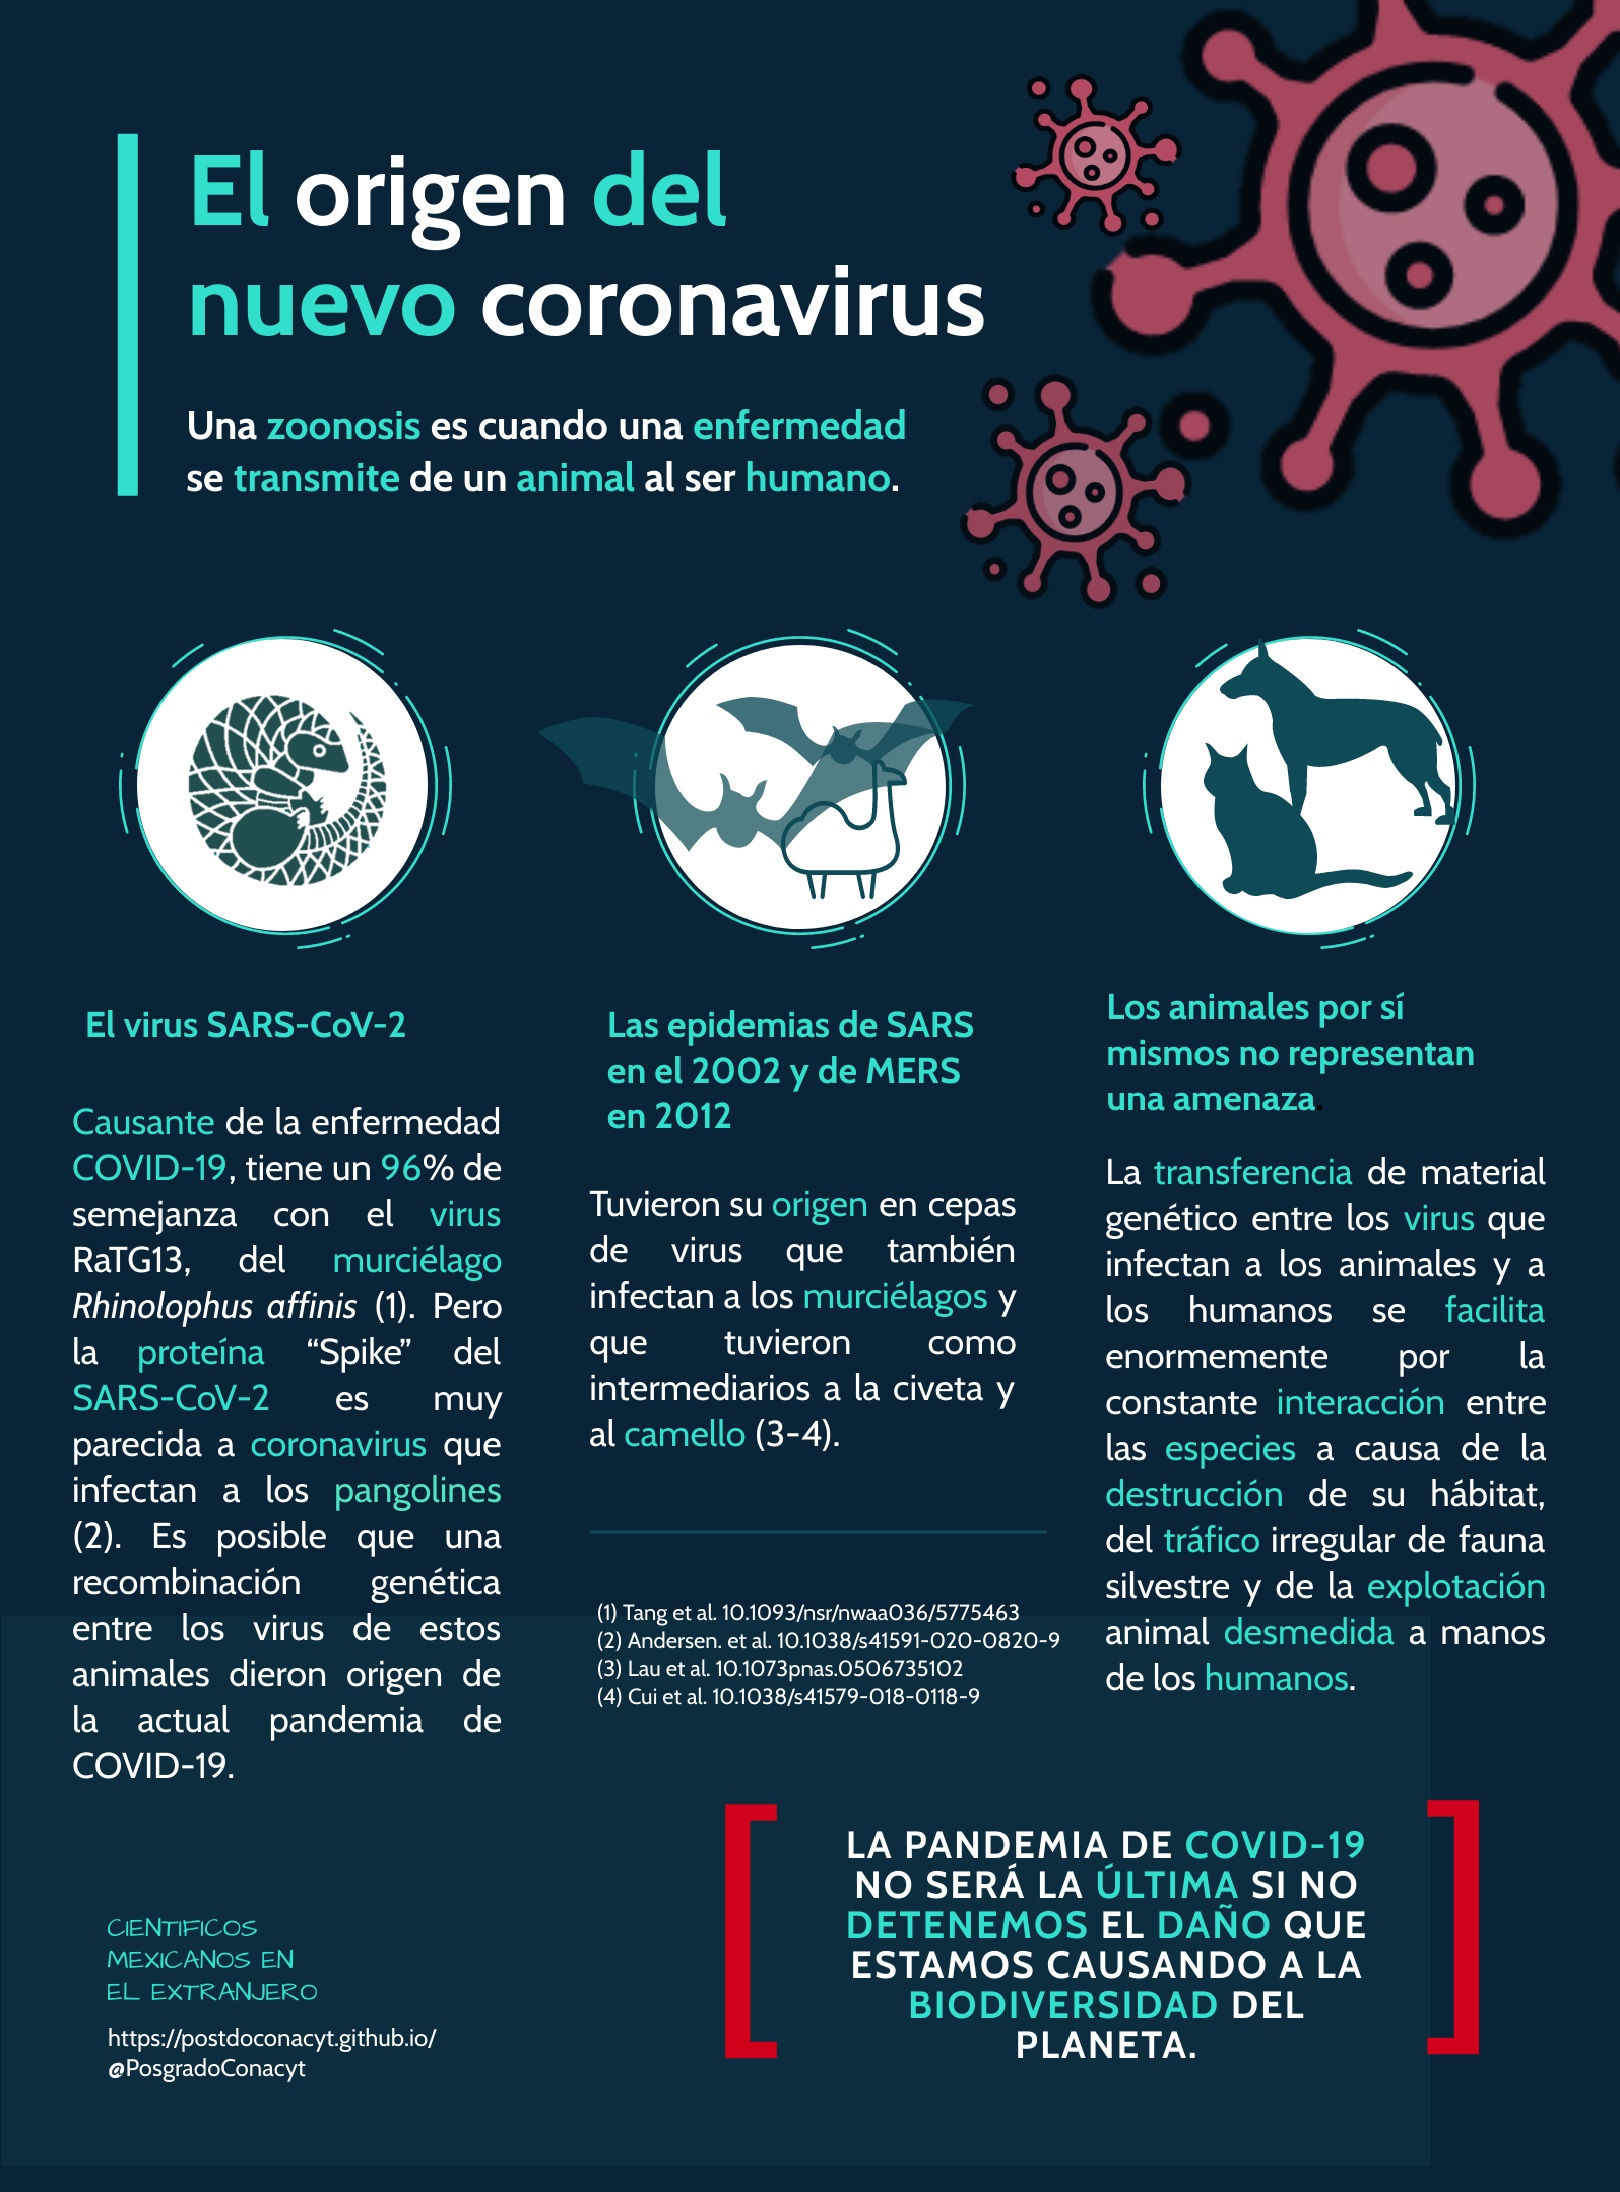 El origen del
nuevo coronavirus
Una zoonosis es cuando una enfermedad
se transmite de un animal al ser humano.
El virus SARS-CoV-2
Causante de la enfermedad
COVID-19, tiene un 96% de
semejanza con el virus
RaTG13, del murciélago
Rhinolophus affinis (1). Pero
la proteína “Spike” del
SARS-CoV-2 es muy
parecida a coronavirus que
infectan a los pangolines
(2). Es posible que una
recombinación genética
entre los virus de estos
animales dieron origen de
la actual pandemia de
COVID-19.
Las epidemias de SARS
en el 2002 y de MERS
en 2012
Tuvieron su origen en cepas
de virus que también
infectan a los murciélagos y
que tuvieron como
intermediarios a la civeta y
al camello (3-4).
(1) Tang et al. 10.1093/nsr/nwaa036/5775463
(2) Andersen. et al. 10.1038/s41591-020-0820-9
(3) Lau et al. 10.1073pnas.0506735102
(4) Cui et al. 10.1038/s41579-018-0118-9
Los animales por sí
mismos no representan
una amenaza.
La transferencia de material
genético entre los virus que
infectan a los animales y a
los humanos se facilita
enormemente por la
constante interacción entre
las especies a causa de la
destrucción de su hábitat,
del tráfico irregular de fauna
silvestre y de la explotación
animal desmedida a manos
de los humanos.
LA PANDEMIA DE COVID-19
NO SERÁ LA ÚLTIMA SI NO
DETENEMOS EL DAÑO QUE
ESTAMOS CAUSANDO A LA
BIODIVERSIDAD DEL
PLANETA.
CIENTIFICOS
MEXICANOS EN
EL EXTRANJERO
https://postdoconacyt.github.io/
@PosgradoConacyt